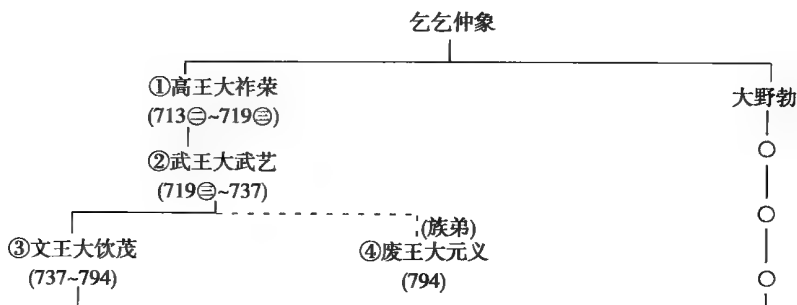 乞乞仲象
①高王大祚荣
(713㊁~719㊂)
大野勃
②武王大武艺
(719㊂~737)
(族弟)
③文王大饮茂
④废王大元义
(737~794)
(794)